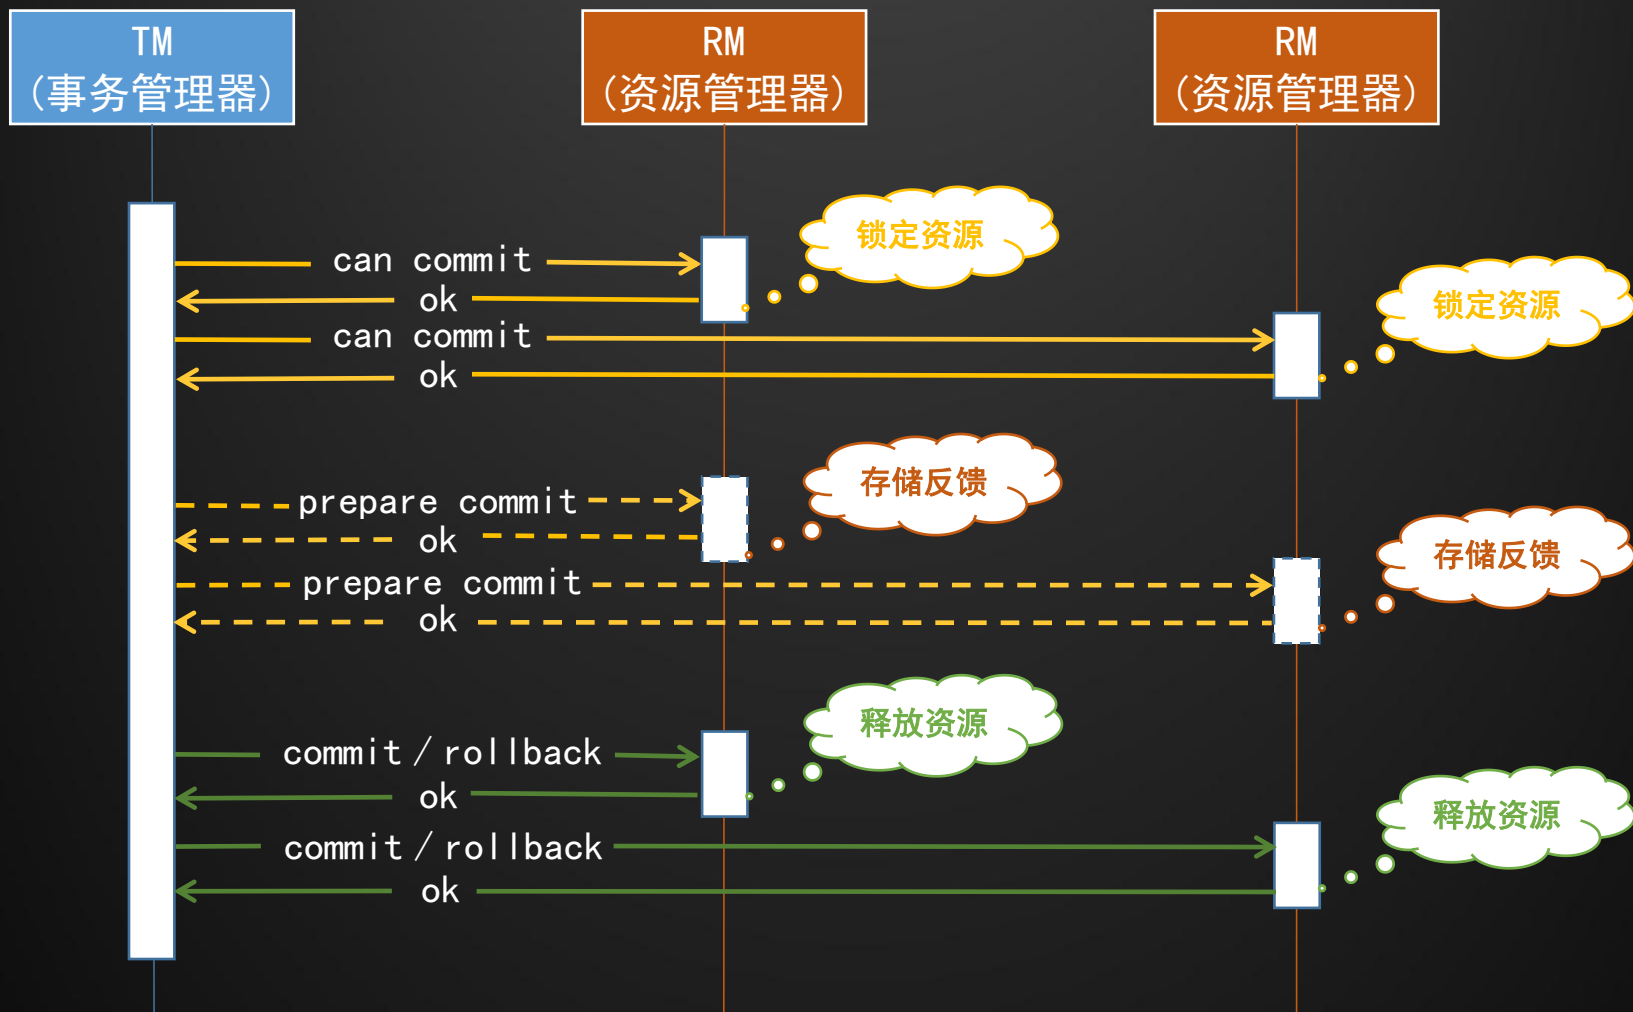 TM
(事务管理器)
RM
(资源管理器)
RM
(资源管理器)
can commit
锁定资源
ok
can commit
锁定资源
ok
prepare commit
存储反馈
ok
prepare commit
存储反馈
ok
commit/rollback
释放资源
ok
commit/rollback
释放资源
ok